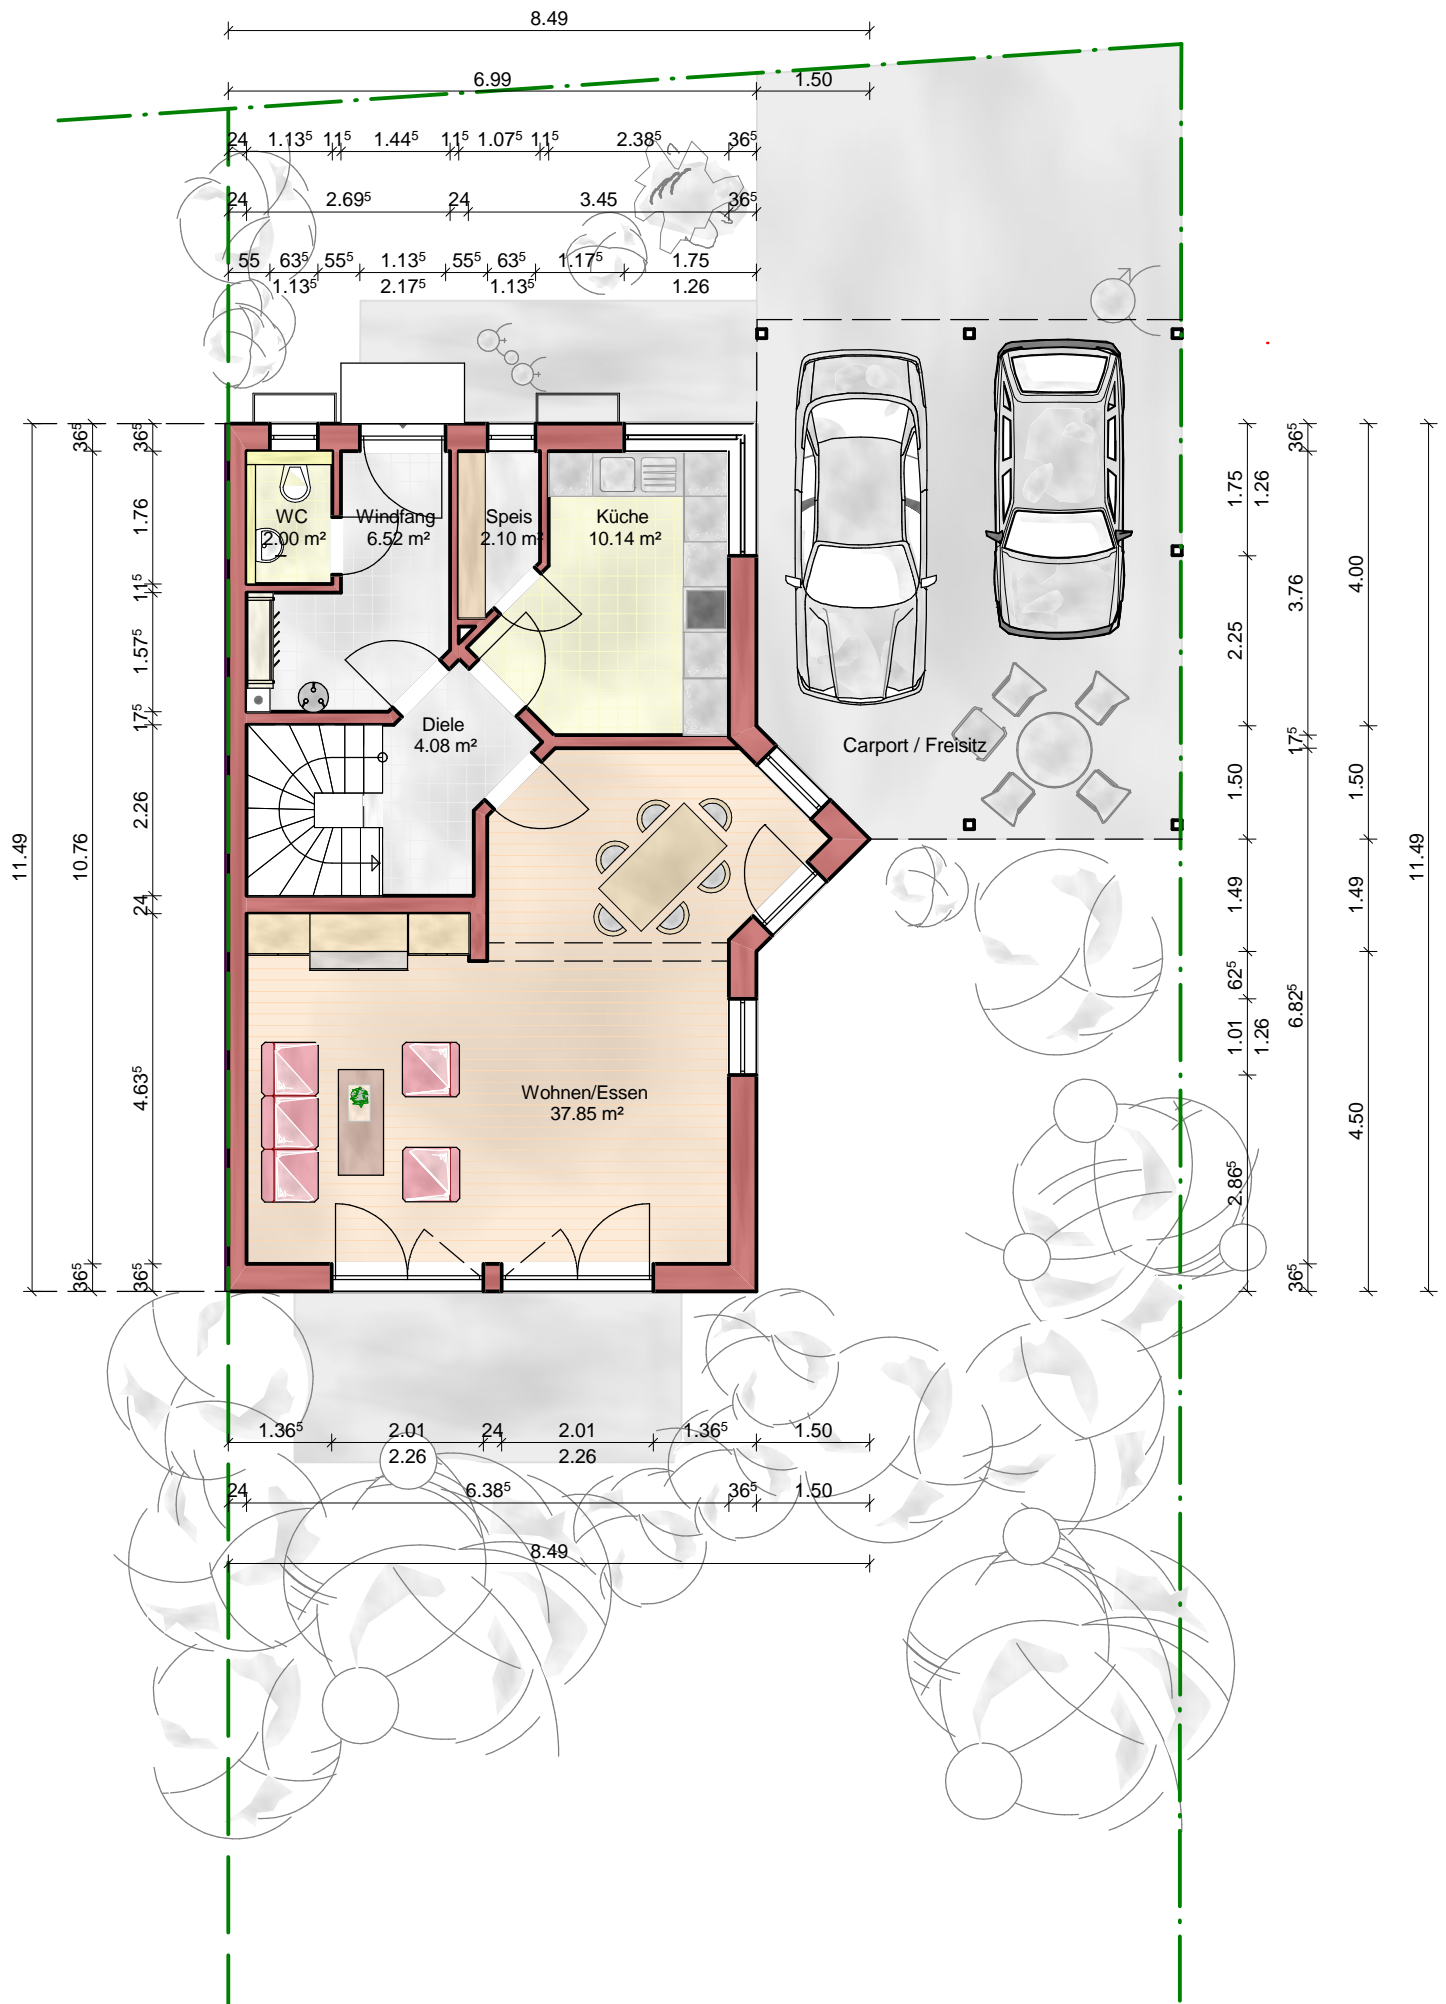 8.49
6.99 1.50
24 1.13⁵ 11⁵ 1.44⁵ 11⁵ 1.07⁵ 11⁵ 2.38⁵ 36⁵
24 2.69⁵ 24 3.45 36⁵
55 63⁵ 55⁵ 1.13⁵ 55⁵ 63⁵ 1.17⁵ 1.75
1.13⁵ 2.17⁵ 1.13⁵ 1.26
11.49
36⁵ 10.76 36⁵
36⁵ 1.76 11⁵ 1.57⁵ 17⁵ 2.26 24 4.63⁵ 36⁵
WC
2.00 m²
Windfang
6.52 m²
Speis
2.10 m²
Küche
10.14 m²
Diele
4.08 m²
Carport / Freisitz
Wohnen/Essen
37.85 m²
1.75 2.25 1.50 1.49 62⁵ 1.01 2.86⁵
1.26 1.26
36⁵ 3.76 17⁵ 6.82⁵ 36⁵
4.00 1.50 1.49 4.50
11.49
1.36⁵ 2.01 24 2.01 1.36⁵ 1.50
2.26 2.26
24 6.38⁵ 36⁵ 1.50
8.49